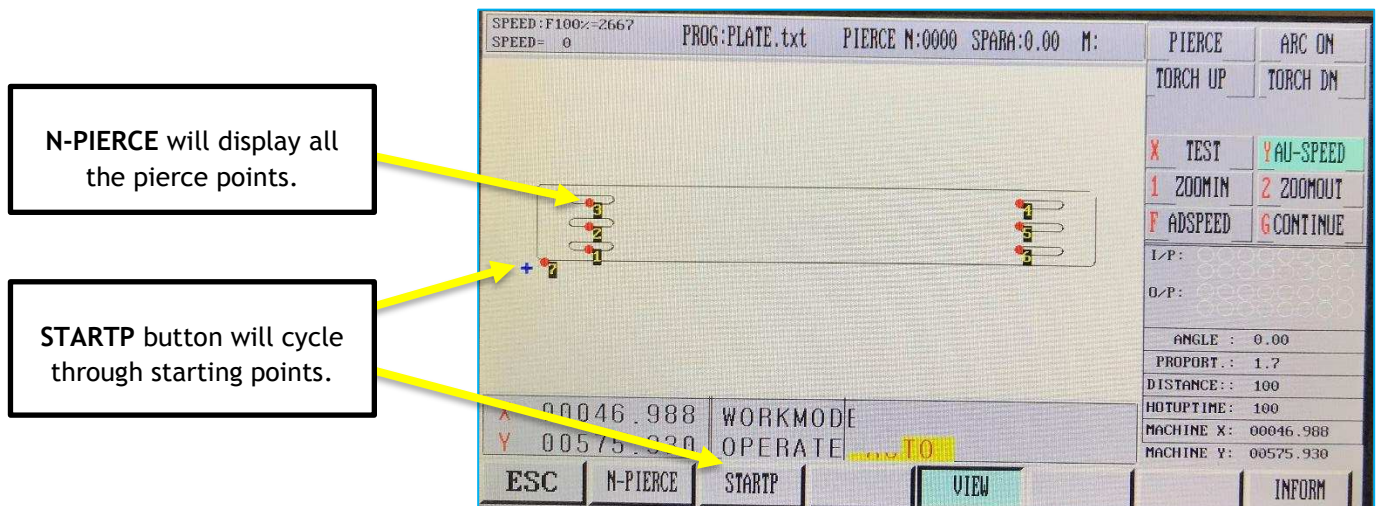 SPEED:F100%=2667
SPEED= 0
PROG:PLATE.txt PIERCE N:0000 SPARA:0.00 M:
PIERCE ARC ON
TORCH UP TORCH DN
N-PIERCE will display all
the pierce points.
X TEST Y AU-SPEED
1 ZOOMIN 2 ZOOMOUT
F ADSPEED G CONTINUE
3 4
2 5
1 6
7
I/P:
O/P:
STARTP button will cycle
through starting points.
ANGLE : 0.00
PROPORT.: 1.7
DISTANCE:: 100
HOTUPTIME: 100
MACHINE X: 00046.988
MACHINE Y: 00575.930
X 00046.988 WORKMODE
Y 00575.930 OPERATE AUTO
ESC N-PIERCE STARTP VIEW INFORM